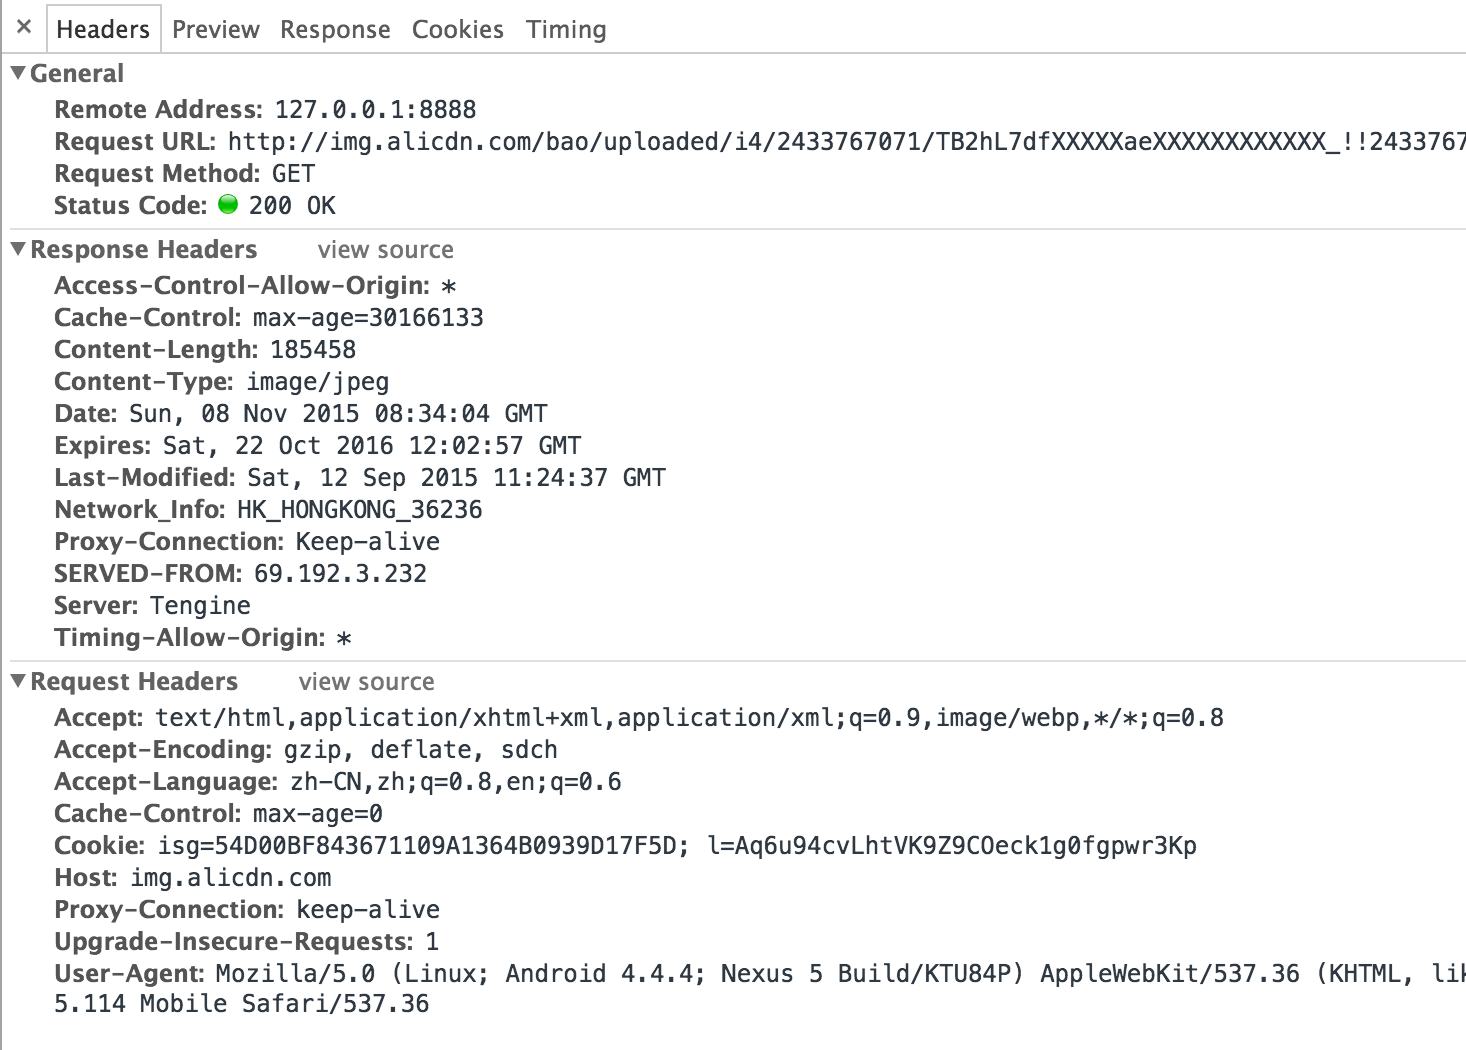 × Headers Preview Response Cookies Timing
▼General
Remote Address: 127.0.0.1:8888
Request URL: http://img.alicdn.com/bao/uploaded/i4/2433767071/TB2hL7dfXXXXXaeXXXXXXXXXXXX_!!2433767
Request Method: GET
Status Code: 200 OK
▼Response Headers view source
Access-Control-Allow-Origin: *
Cache-Control: max-age=30166133
Content-Length: 185458
Content-Type: image/jpeg
Date: Sun, 08 Nov 2015 08:34:04 GMT
Expires: Sat, 22 Oct 2016 12:02:57 GMT
Last-Modified: Sat, 12 Sep 2015 11:24:37 GMT
Network_Info: HK_HONGKONG_36236
Proxy-Connection: Keep-alive
SERVED-FROM: 69.192.3.232
Server: Tengine
Timing-Allow-Origin: *
▼Request Headers view source
Accept: text/html,application/xhtml+xml,application/xml;q=0.9,image/webp,*/*;q=0.8
Accept-Encoding: gzip, deflate, sdch
Accept-Language: zh-CN,zh;q=0.8,en;q=0.6
Cache-Control: max-age=0
Cookie: isg=54D00BF843671109A1364B0939D17F5D; l=Aq6u94cvLhtVK9Z9COeck1g0fgpwr3Kp
Host: img.alicdn.com
Proxy-Connection: keep-alive
Upgrade-Insecure-Requests: 1
User-Agent: Mozilla/5.0 (Linux; Android 4.4.4; Nexus 5 Build/KTU84P) AppleWebKit/537.36 (KHTML, lik
5.114 Mobile Safari/537.36